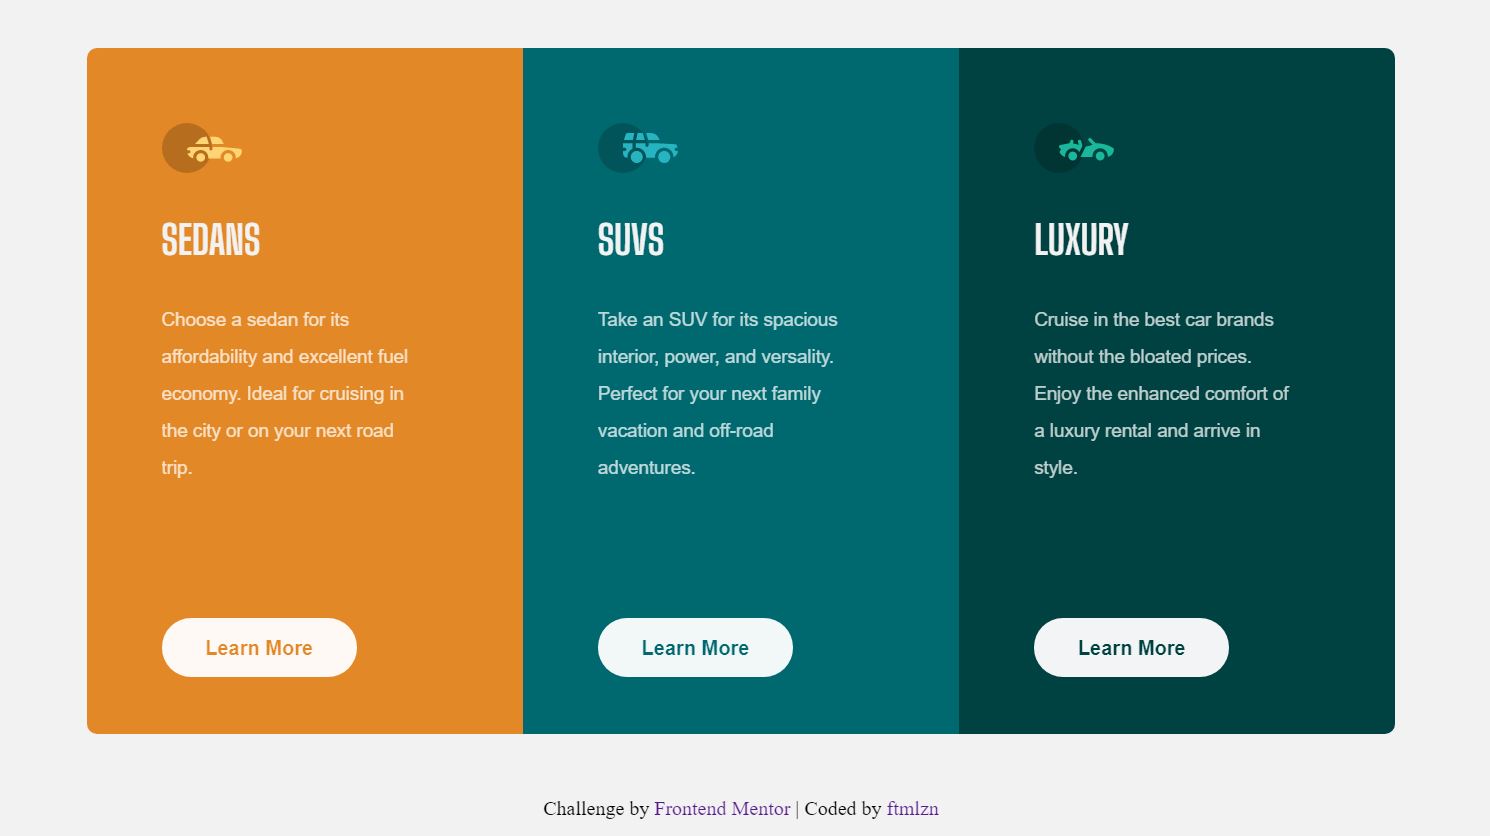 SEDANS
Choose a sedan for its
affordability and excellent fuel
economy. Ideal for cruising in
the city or on your next road
trip.
Learn More
SUVS
Take an SUV for its spacious
interior, power, and versality.
Perfect for your next family
vacation and off-road
adventures.
Learn More
LUXURY
Cruise in the best car brands
without the bloated prices.
Enjoy the enhanced comfort of
a luxury rental and arrive in
style.
Learn More
Challenge by Frontend Mentor | Coded by ftmlzn